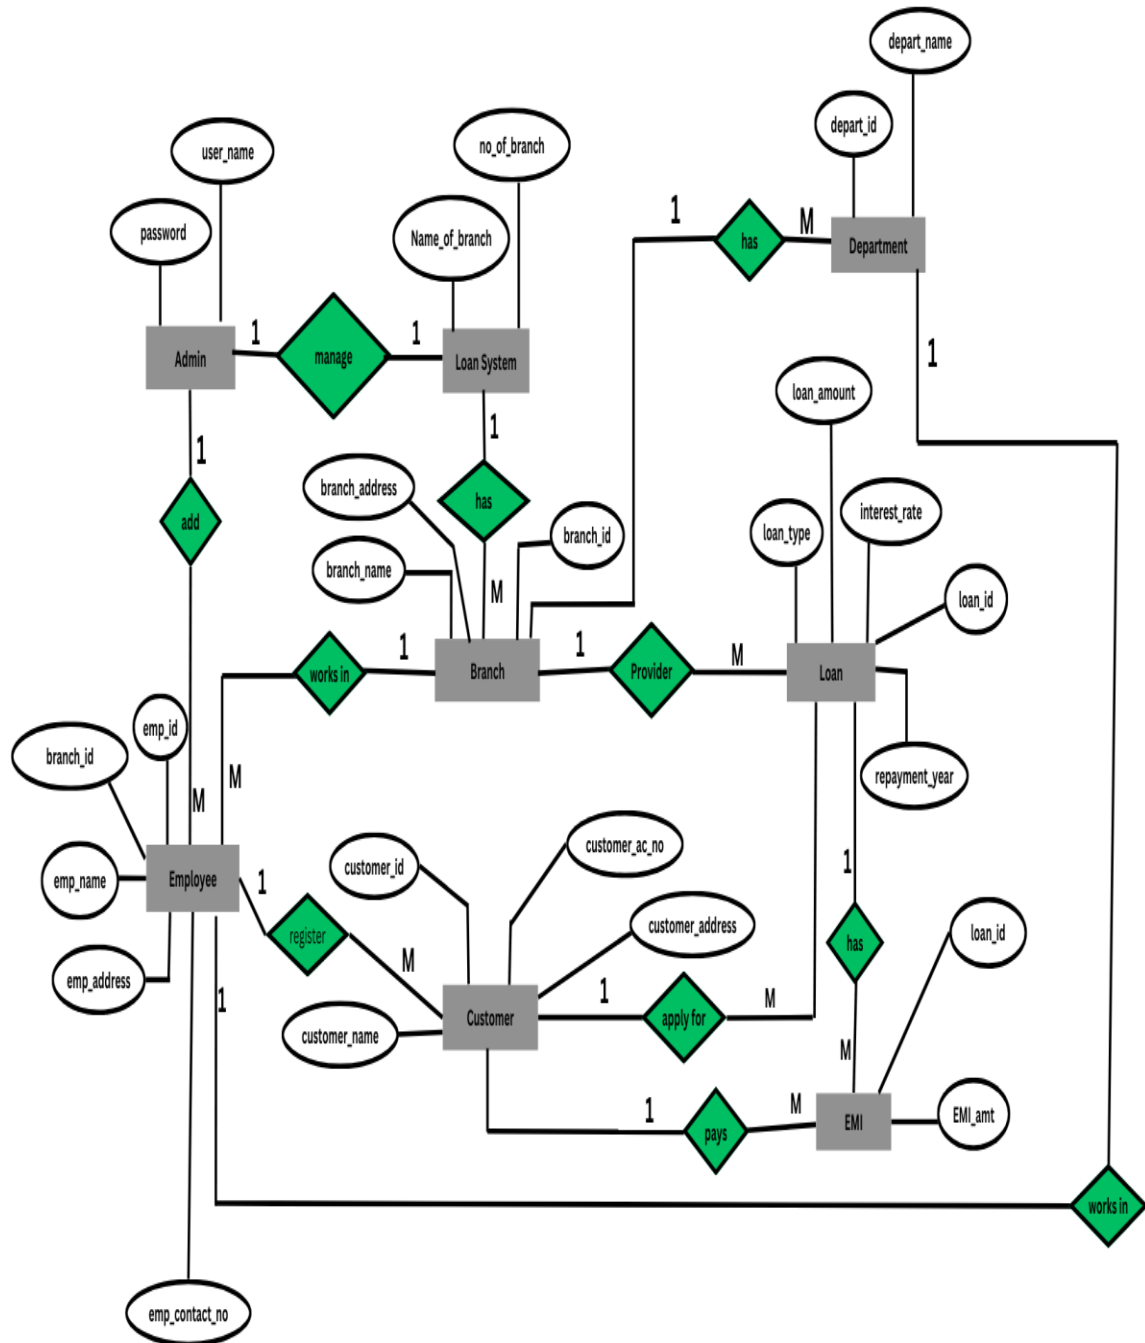 depart_name
depart_id
user_name
no_of_branch
password
Name_of_branch
1
has
M
Department
Admin
1
manage
1
Loan System
1
loan_amount
1
1
branch_address
has
interest_rate
add
loan_type
branch_id
branch_name
M
loan_id
works in
1
Branch
1
Provider
M
Loan
emp_id
branch_id
M
M
repayment_year
customer_ac_no
customer_id
1
emp_name
Employee
1
register
customer_address
loan_id
has
M
emp_address
1
1
M
Customer
apply for
customer_name
M
1
M
EMI
EMI_amt
pays
works in
emp_contact_no